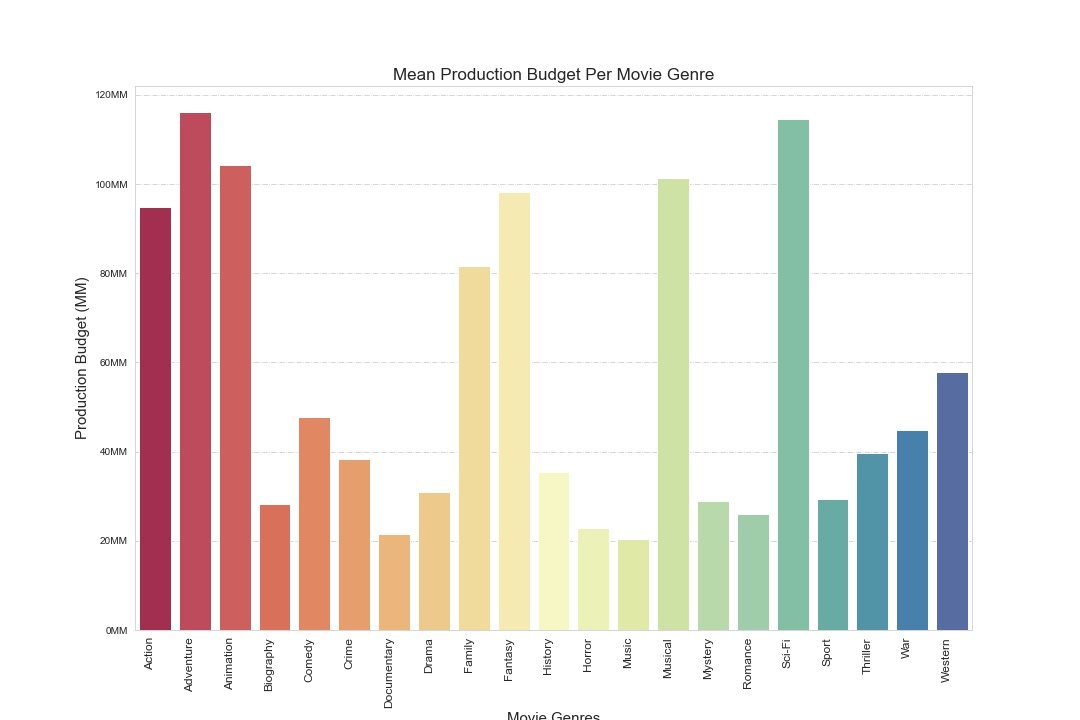 Mean Production Budget Per Movie Genre
120MM
100MM
80MM
60MM
40MM
20MM
0MM
Production Budget (MM)
Action
Adventure
Animation
Biography
Comedy
Crime
Documentary
Drama
Family
Fantasy
History
Horror
Music
Musical
Mystery
Romance
Sci-Fi
Sport
Thriller
War
Western
Movie Genres